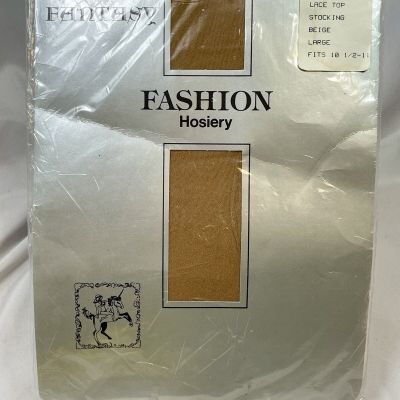 FANTASY
LACE TOP
STOCKING
BEIGE
LARGE
FITS 10 1/2-11
FASHION
Hosiery